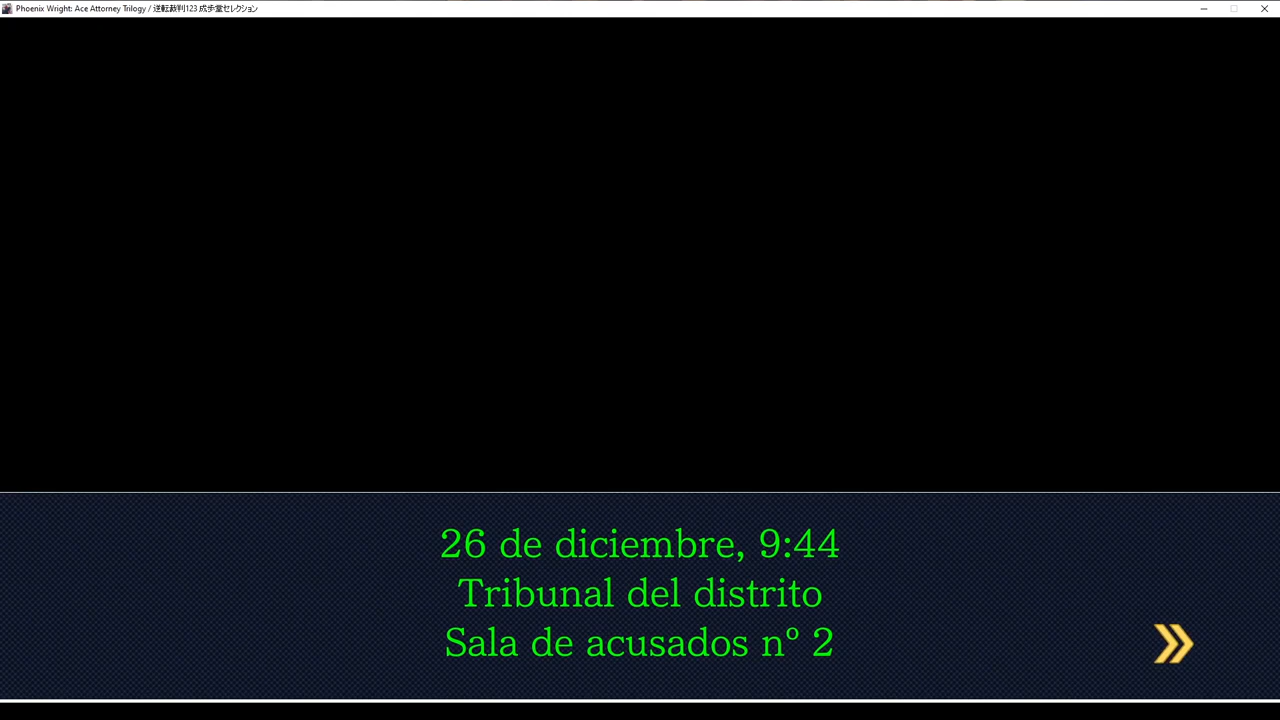 Phoenix Wright: Ace Attorney Trilogy / 逆転裁判123 成歩堂セレクション
26 de diciembre, 9:44
Tribunal del distrito
Sala de acusados nº 2